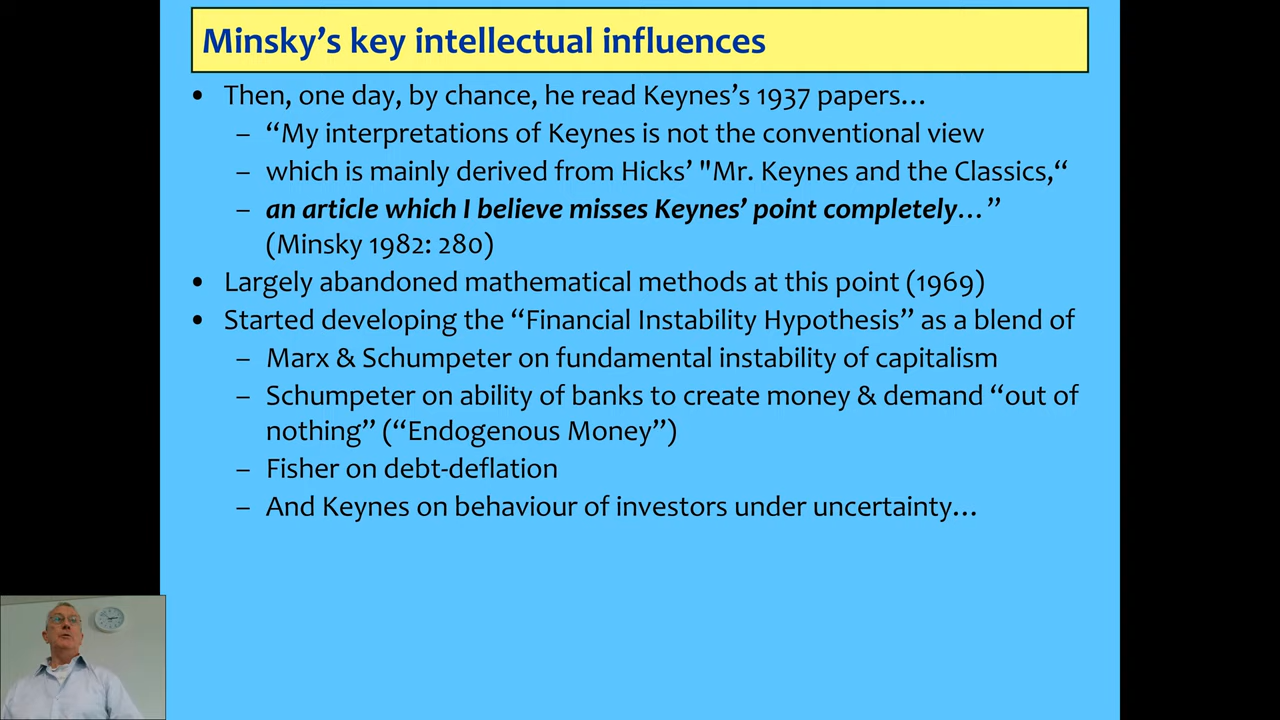 Minsky’s key intellectual influences
• Then, one day, by chance, he read Keynes’s 1937 papers…
– “My interpretations of Keynes is not the conventional view
– which is mainly derived from Hicks’ "Mr. Keynes and the Classics,“
– an article which I believe misses Keynes’ point completely…”
(Minsky 1982: 280)
• Largely abandoned mathematical methods at this point (1969)
• Started developing the “Financial Instability Hypothesis” as a blend of
– Marx & Schumpeter on fundamental instability of capitalism
– Schumpeter on ability of banks to create money & demand “out of
nothing” (“Endogenous Money”)
– Fisher on debt-deflation
– And Keynes on behaviour of investors under uncertainty…